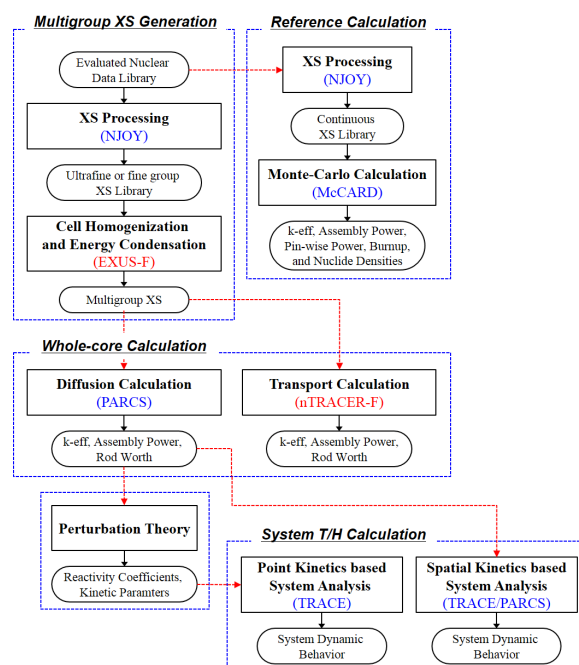 Multigroup XS Generation
Evaluated Nuclear
Data Library
XS Processing
(NJOY)
Ultrafine or fine group
XS Library
Cell Homogenization
and Energy Condensation
(EXUS-F)
Multigroup XS
Reference Calculation
XS Processing
(NJOY)
Continuous
XS Library
Monte-Carlo Calculation
(McCARD)
k-eff, Assembly Power,
Pin-wise Power, Burnup,
and Nuclide Densities
Whole-core Calculation
Diffusion Calculation
(PARCS)
k-eff, Assembly Power,
Rod Worth
Transport Calculation
(nTRACER-F)
k-eff, Assembly Power,
Rod Worth
Perturbation Theory
Reactivity Coefficients,
Kinetic Paramters
System T/H Calculation
Point Kinetics based
System Analysis
(TRACE)
System Dynamic
Behavior
Spatial Kinetics based
System Analysis
(TRACE/PARCS)
System Dynamic
Behavior